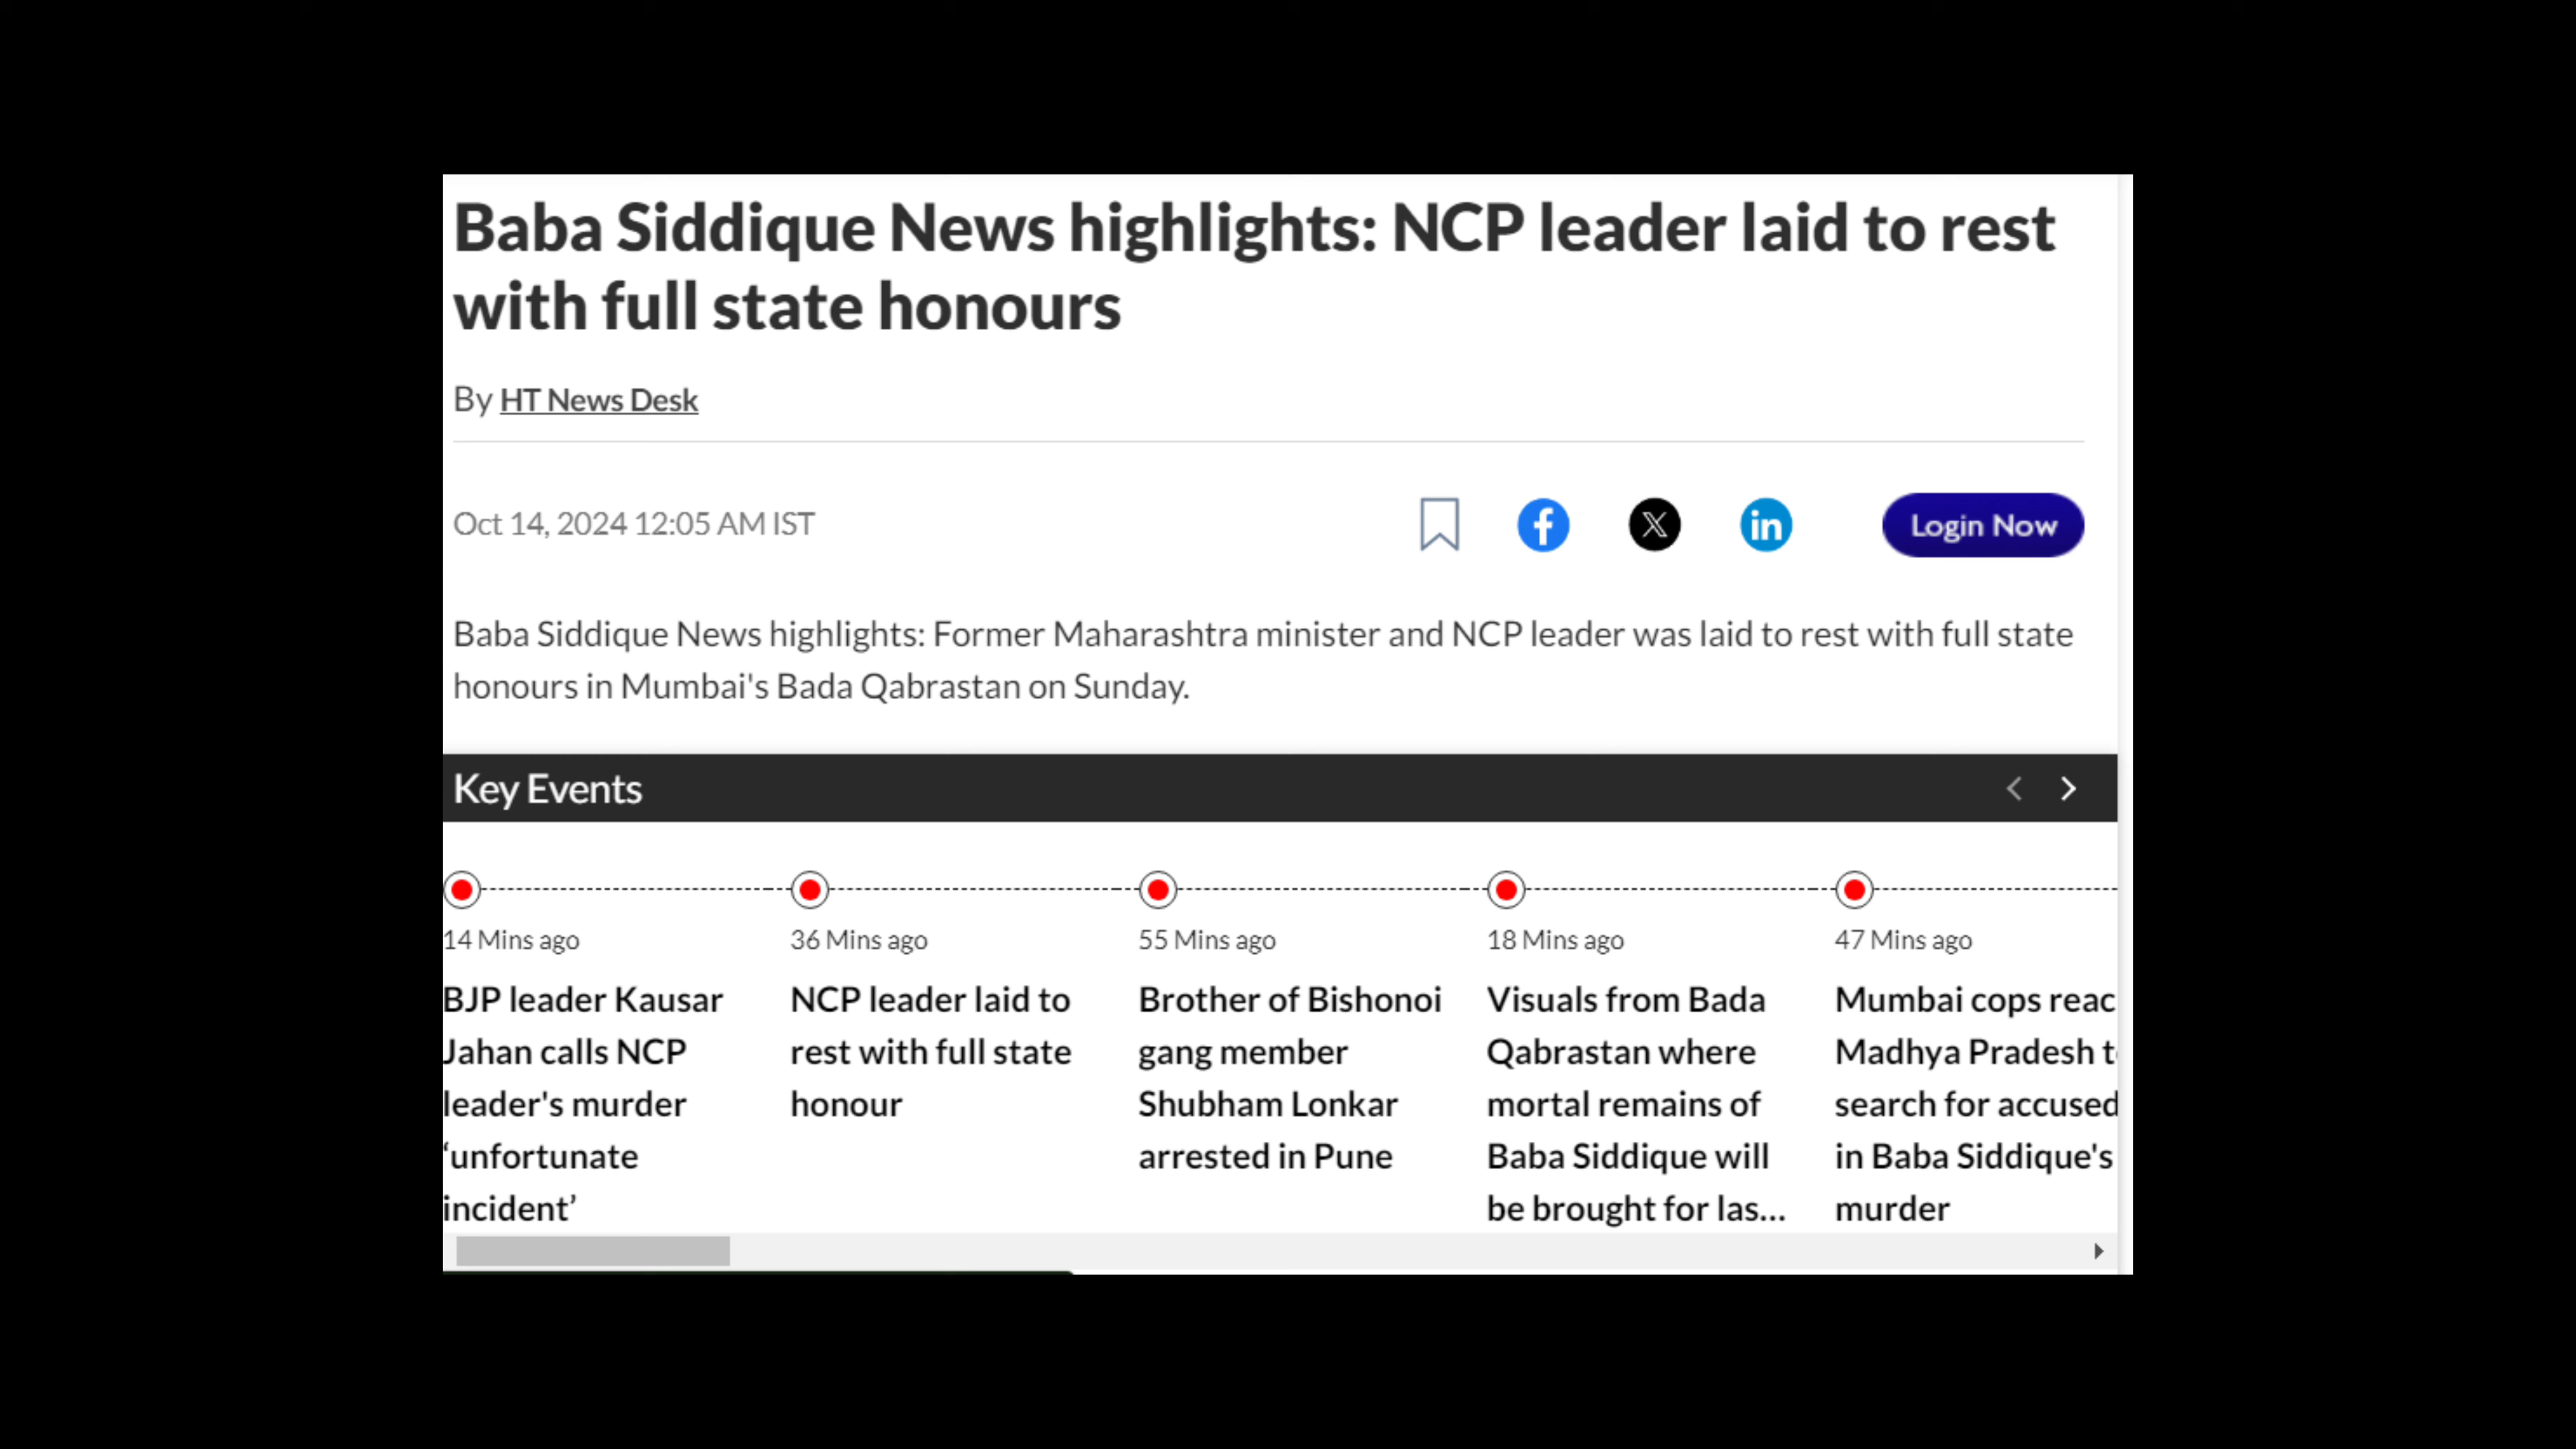 Baba Siddique News highlights: NCP leader laid to rest
with full state honours
By HT News Desk
Oct 14, 2024 12:05 AM IST
Login Now
Baba Siddique News highlights: Former Maharashtra minister and NCP leader was laid to rest with full state
honours in Mumbai's Bada Qabrastan on Sunday.
Key Events
14 Mins ago
BJP leader Kausar
Jahan calls NCP
leader's murder
‘unfortunate
incident’
36 Mins ago
NCP leader laid to
rest with full state
honour
55 Mins ago
Brother of Bishonoi
gang member
Shubham Lonkar
arrested in Pune
18 Mins ago
Visuals from Bada
Qabrastan where
mortal remains of
Baba Siddique will
be brought for las...
47 Mins ago
Mumbai cops reac
Madhya Pradesh t
search for accused
in Baba Siddique's
murder